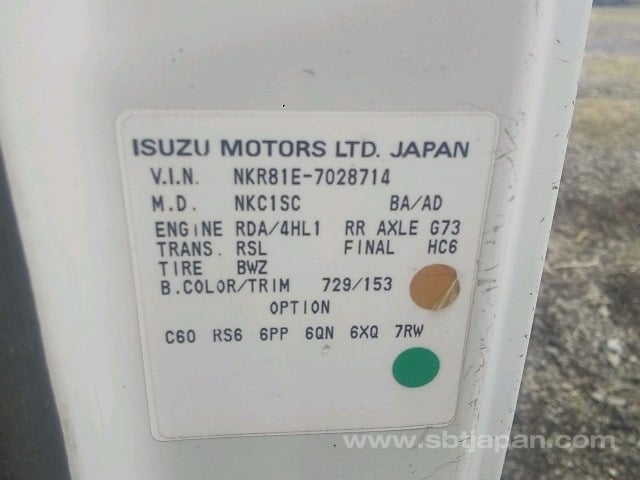 ISUZU MOTORS LTD. JAPAN
V.I.N. NKR81E-7028714
M.D. NKC1SC BA/AD
ENGINE RDA/4HL1 RR AXLE G73
TRANS. RSL FINAL HC6
TIRE BWZ
B.COLOR/TRIM 729/153
OPTION
C60 RS6 6PP 6QN 6XQ 7RW
www.sbtjapan.com